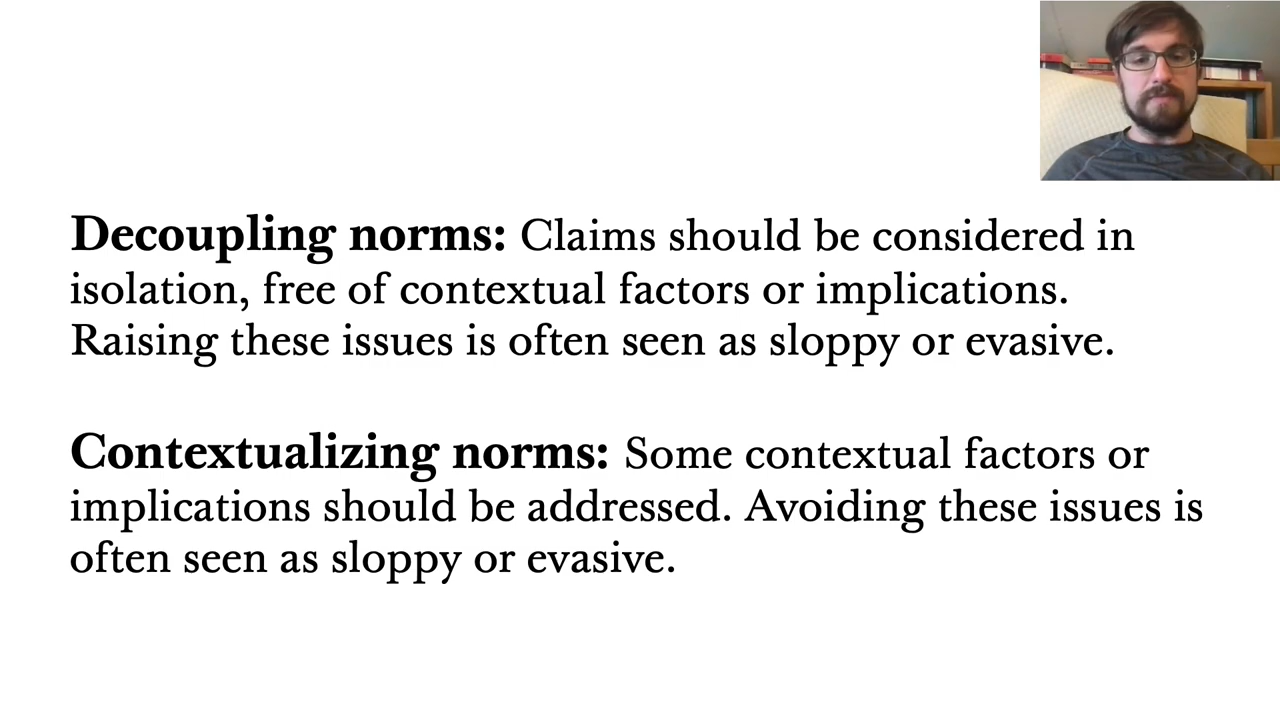 Decoupling norms: Claims should be considered in
isolation, free of contextual factors or implications.
Raising these issues is often seen as sloppy or evasive.
Contextualizing norms: Some contextual factors or
implications should be addressed. Avoiding these issues is
often seen as sloppy or evasive.